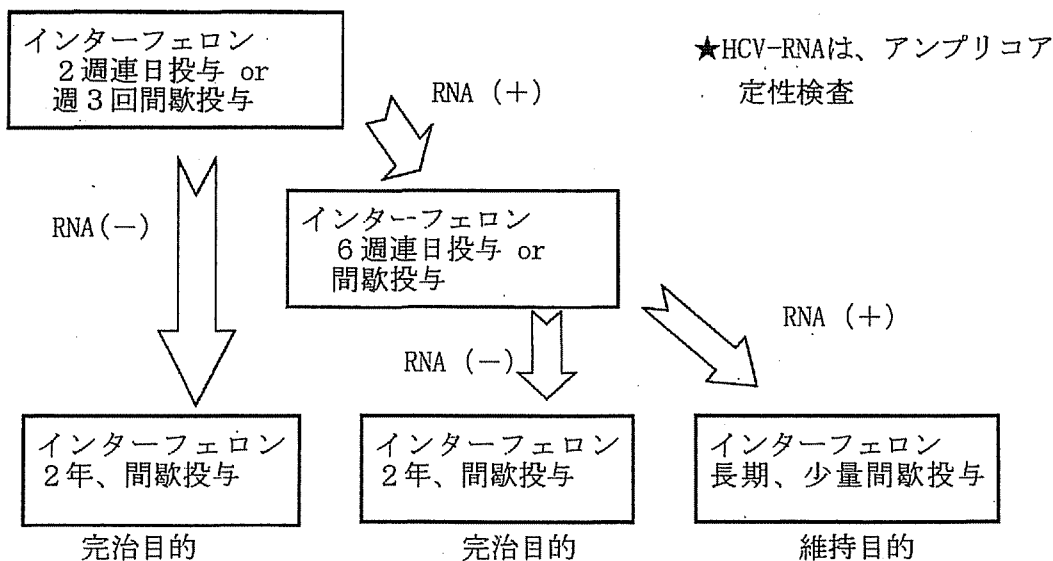 インターフェロン
２週連日投与 or
週３回間歇投与
★HCV-RNAは、アンプリコア
定性検査
RNA（＋）
RNA(－)
インターフェロン
６週連日投与 or
間歇投与
RNA（＋）
RNA（－）
インターフェロン
２年、間歇投与
インターフェロン
２年、間歇投与
インターフェロン
長期、少量間歇投与
完治目的
完治目的
維持目的